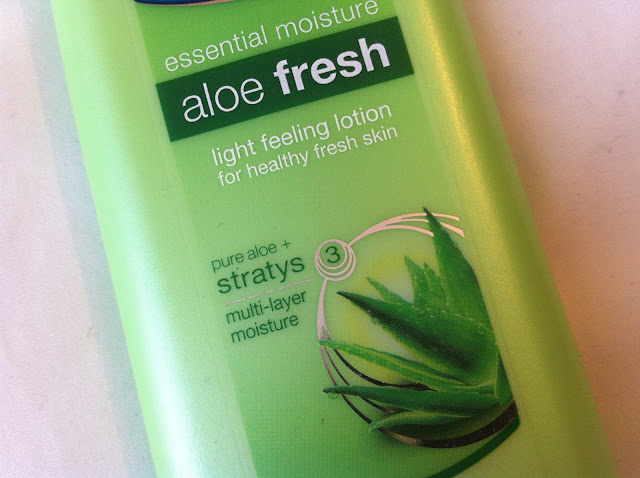 essential moisture
aloe fresh
light feeling lotion
for healthy fresh skin
pure aloe +
stratys 3
multi-layer
moisture